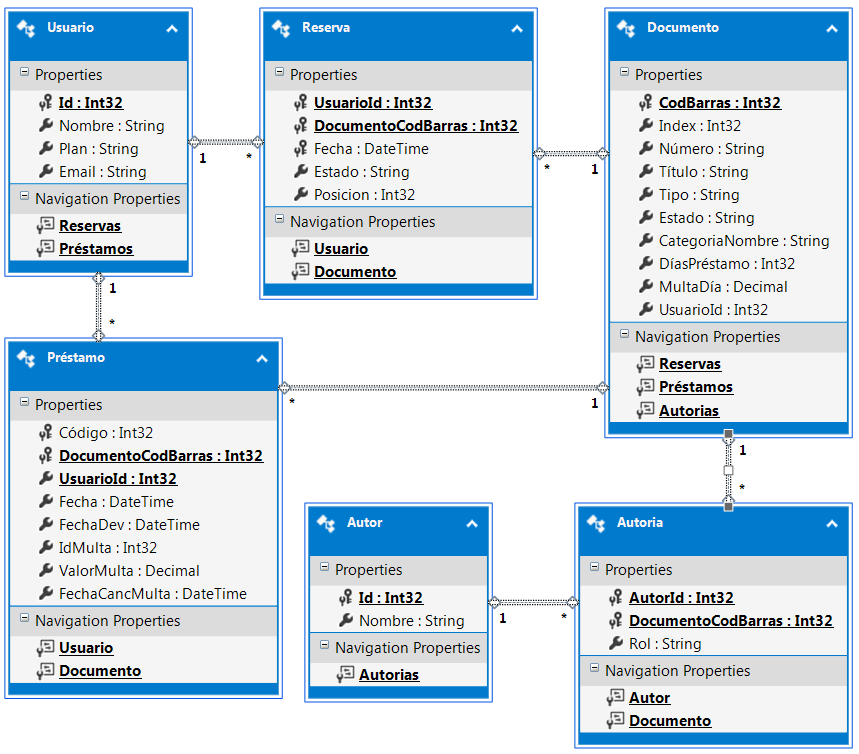 Usuario
Properties
Id : Int32
Nombre : String
Plan : String
Email : String
Navigation Properties
Reservas
Préstamos
Reserva
Properties
UsuarioId : Int32
DocumentoCodBarras : Int32
Fecha : DateTime
Estado : String
Posicion : Int32
Navigation Properties
Usuario
Documento
Documento
Properties
CodBarras : Int32
Index : Int32
Número : String
Título : String
Tipo : String
Estado : String
CategoriaNombre : String
DíasPréstamo : Int32
MultaDía : Decimal
UsuarioId : Int32
Navigation Properties
Reservas
Préstamos
Autorias
1
*
*
1
1
*
*
1
1
*
Préstamo
Properties
Código : Int32
DocumentoCodBarras : Int32
UsuarioId : Int32
Fecha : DateTime
FechaDev : DateTime
IdMulta : Int32
ValorMulta : Decimal
FechaCancMulta : DateTime
Navigation Properties
Usuario
Documento
Autor
Properties
Id : Int32
Nombre : String
Navigation Properties
Autorias
1
*
Autoria
Properties
AutorId : Int32
DocumentoCodBarras : Int32
Rol : String
Navigation Properties
Autor
Documento